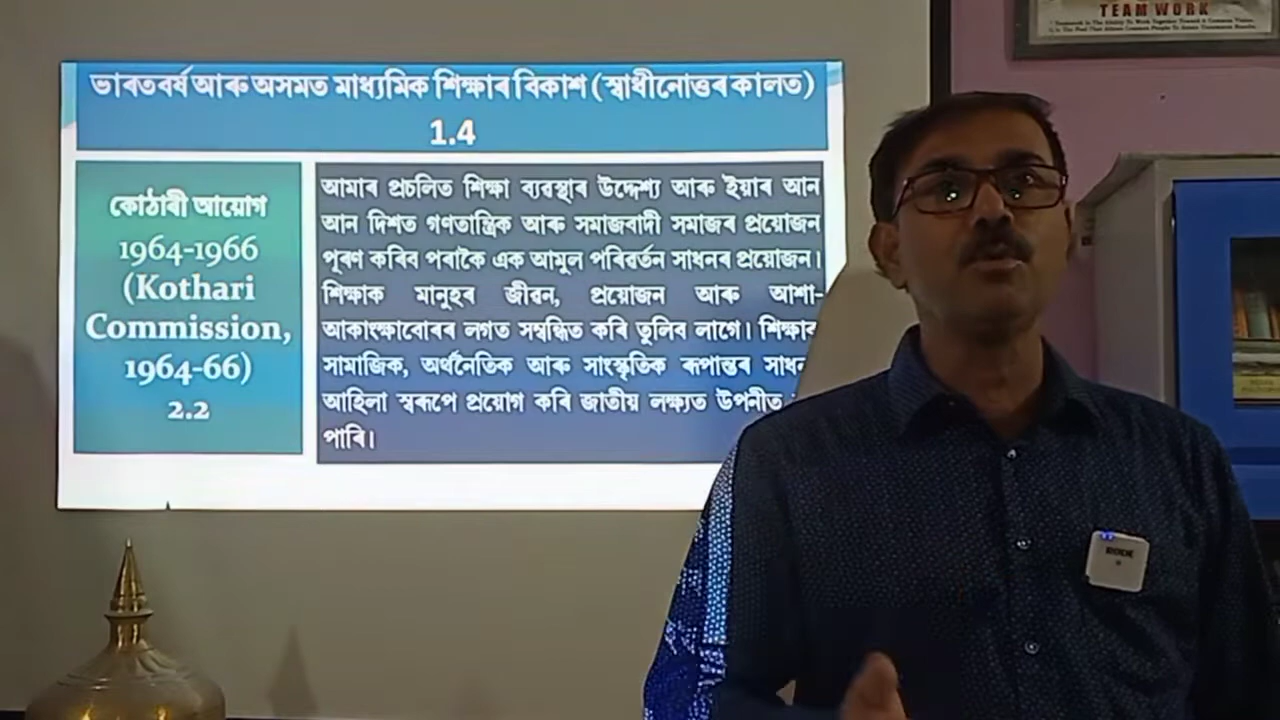 TEAM WORK
ভাৰতবৰ্ষ আৰু অসমত মাধ্যমিক শিক্ষাৰ বিকাশ (স্বাধীনোত্তৰ কালত)
1.4
কোঠাৰী আয়োগ
1964-1966
(Kothari
Commission,
1964-66)
2.2
আমাৰ প্ৰচলিত শিক্ষা ব্যৱস্থাৰ উদ্দেশ্য আৰু ইয়াৰ আন
আন দিশত গণতান্ত্ৰিক আৰু সমাজবাদী সমাজৰ প্ৰয়োজন
পূৰণ কৰিব পৰাকৈ এক আমুল পৰিৱৰ্তন সাধনৰ প্ৰয়োজন।
শিক্ষাক মানুহৰ জীৱন, প্ৰয়োজন আৰু আশা-
আকাংক্ষাবোৰৰ লগত সম্বন্ধিত কৰি তুলিব লাগে। শিক্ষাক
সামাজিক, অৰ্থনৈতিক আৰু সাংস্কৃতিক ৰূপান্তৰ
আহিলা স্বৰূপে প্ৰয়োগ কৰি জাতীয় লক্ষ্যত উপনীত
পাৰি।
RODE